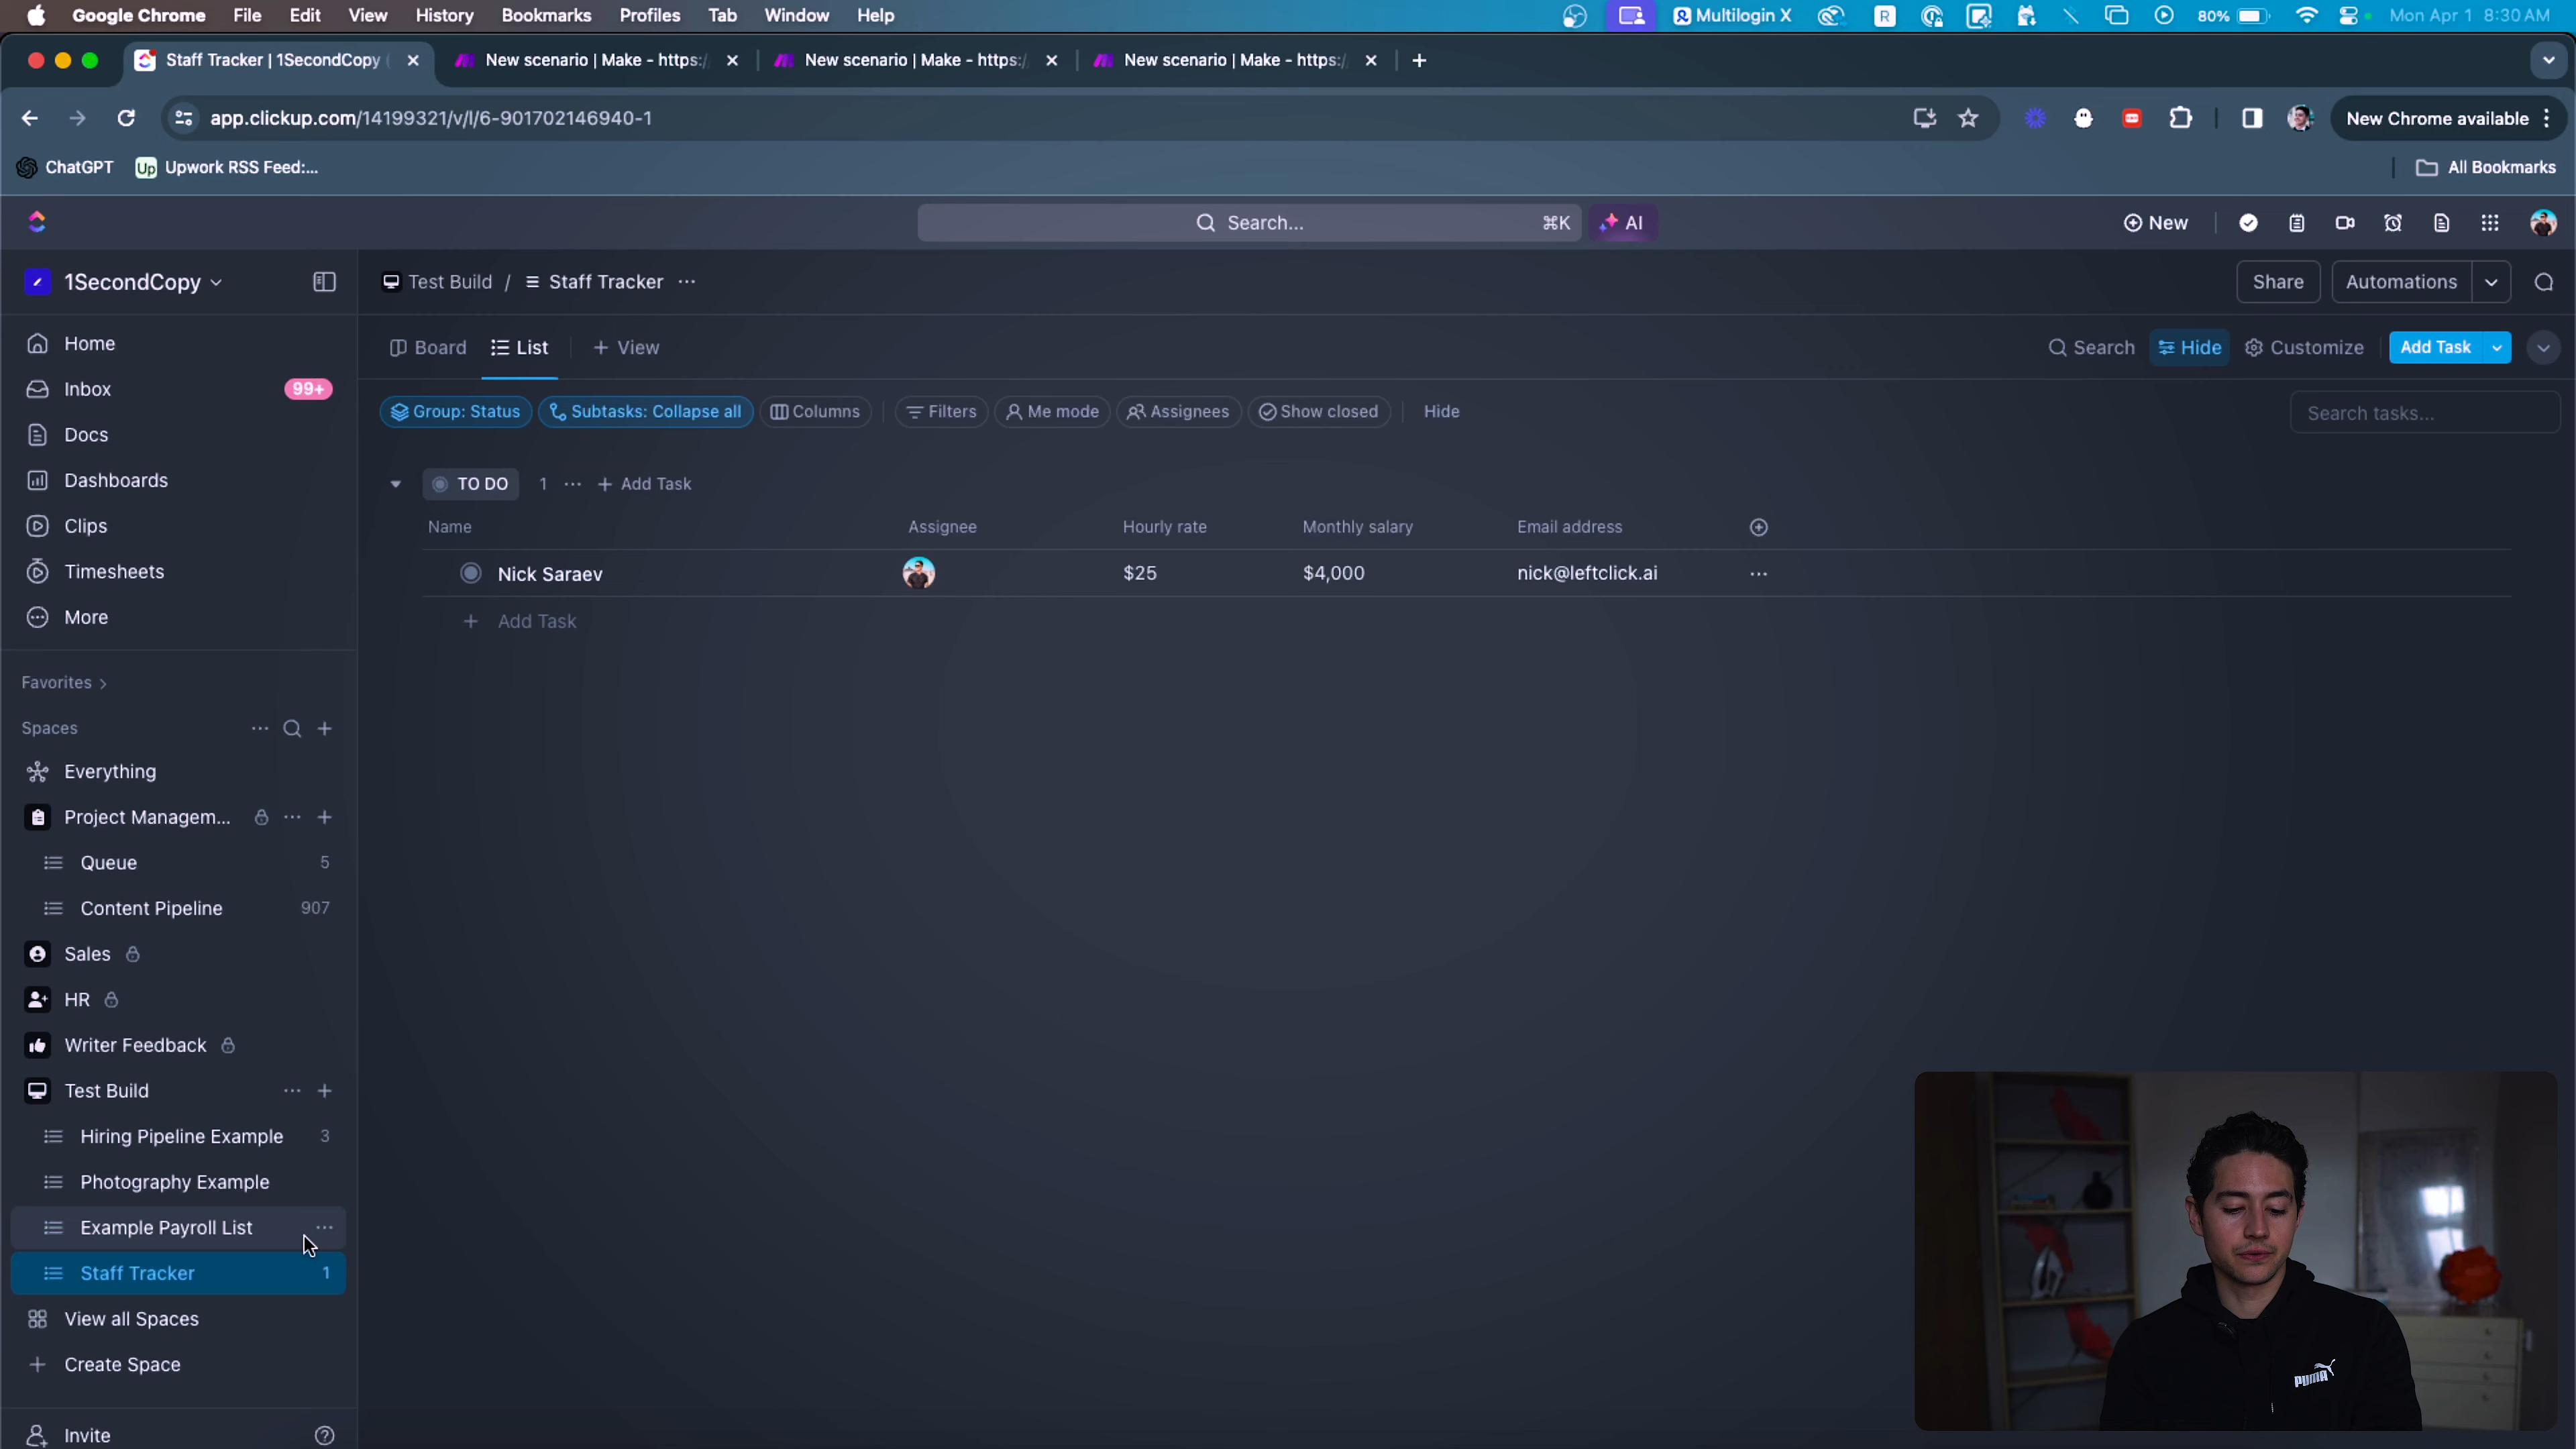 Google Chrome File Edit View History Bookmarks Profiles Tab Window Help R Multilogin X 80% Mon Apr 1 8:30 AM
Staff Tracker | 1SecondCopy ( New scenario | Make - https:/ New scenario | Make - https:/ New scenario | Make - https:/
app.clickup.com/14199321/v/l/6-901702146940-1 New Chrome available
ChatGPT Up Upwork RSS Feed:... All Bookmarks
Search... ⌘K AI New
1SecondCopy Test Build / Staff Tracker ... Share Automations
Home Board List + View Search Hide Customize Add Task
Inbox 99+
Group: Status Subtasks: Collapse all Columns Filters Me mode Assignees Show closed Hide Search tasks...
Docs
Dashboards TO DO 1 ... + Add Task
Clips Name Assignee Hourly rate Monthly salary Email address
Timesheets Nick Saraev $25 $4,000 nick@leftclick.ai ...
More + Add Task
Favorites >
Spaces ... +
Everything
Project Managem... ... +
Queue 5
Content Pipeline 907
Sales
HR
Writer Feedback
Test Build ... +
Hiring Pipeline Example 3
Photography Example
Example Payroll List ...
Staff Tracker 1
View all Spaces
+ Create Space
Invite ?
PUMA